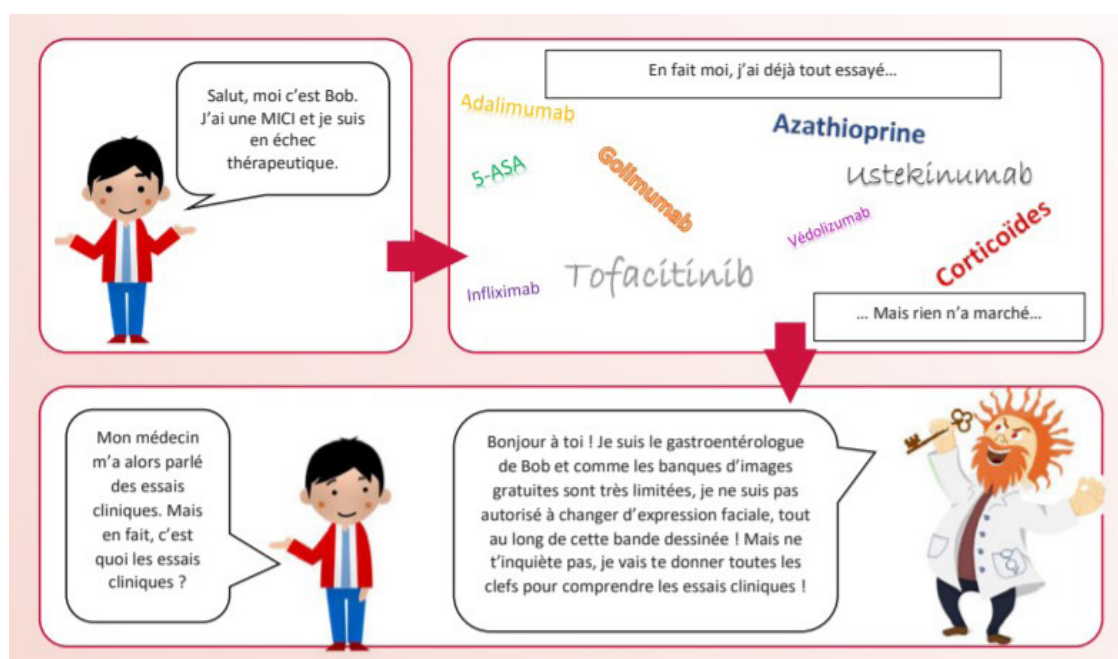 Salut, moi c'est Bob.
J'ai une MICI et je suis
en échec
thérapeutique.
En fait moi, j'ai déjà tout essayé…
Adalimumab
Azathioprine
5-ASA
Golimumab
Ustekinumab
Védolizumab
Corticoïdes
Infliximab
Tofacitinib
… Mais rien n'a marché…
Mon médecin
m'a alors parlé
des essais
cliniques. Mais
en fait, c'est
quoi les essais
cliniques ?
Bonjour à toi ! Je suis le gastroentérologue
de Bob et comme les banques d'images
gratuites sont très limitées, je ne suis pas
autorisé à changer d'expression faciale, tout
au long de cette bande dessinée ! Mais ne
t'inquiète pas, je vais te donner toutes les
clefs pour comprendre les essais cliniques !